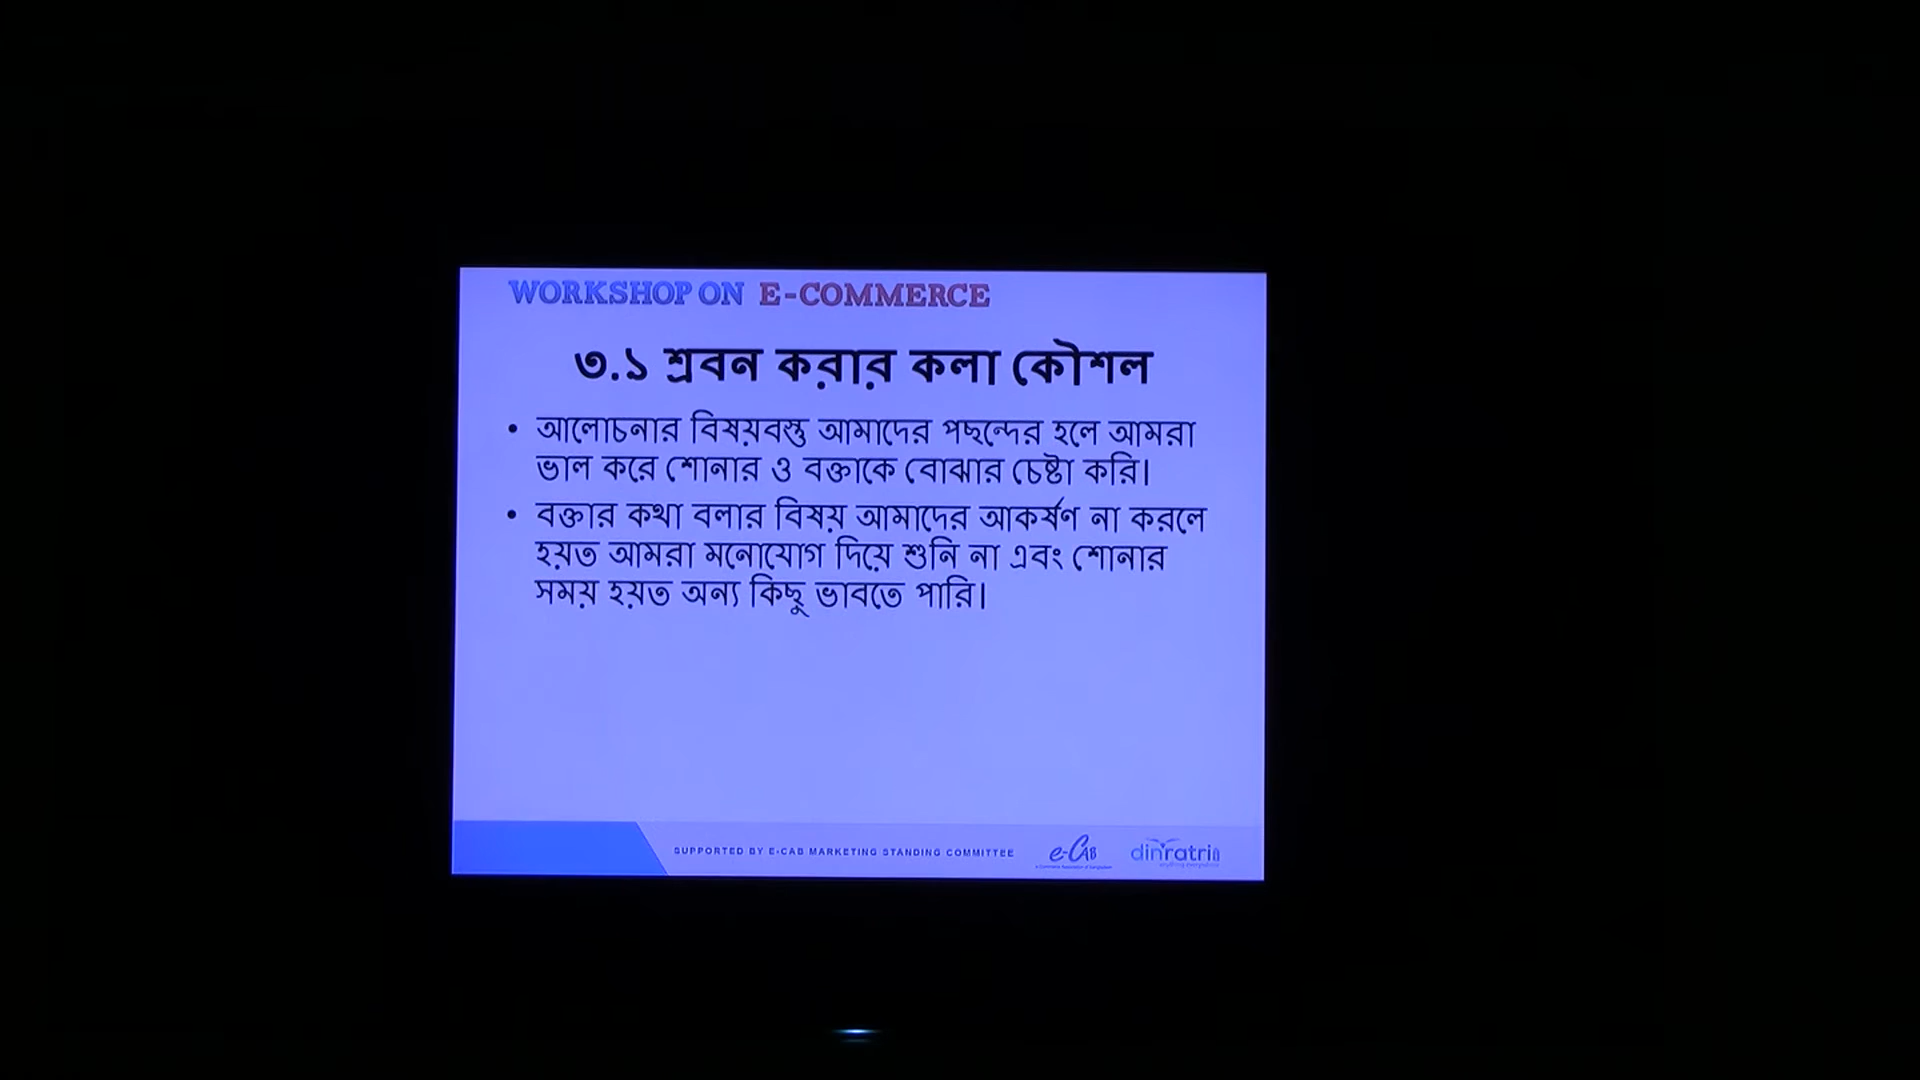 WORKSHOP ON E-COMMERCE
৩.১ শ্রবন করার কলা কৌশল
• আলোচনার বিষয়বস্তু আমাদের পছন্দের হলে আমরা
ভাল করে শোনার ও বক্তাকে বোঝার চেষ্টা করি।
• বক্তার কথা বলার বিষয় আমাদের আকর্ষণ না করলে
হয়ত আমরা মনোযোগ দিয়ে শুনি না এবং শোনার
সময় হয়ত অন্য কিছু ভাবতে পারি।
SUPPORTED BY E-CAB MARKETING STANDING COMMITTEE
e-CAB
dinratri